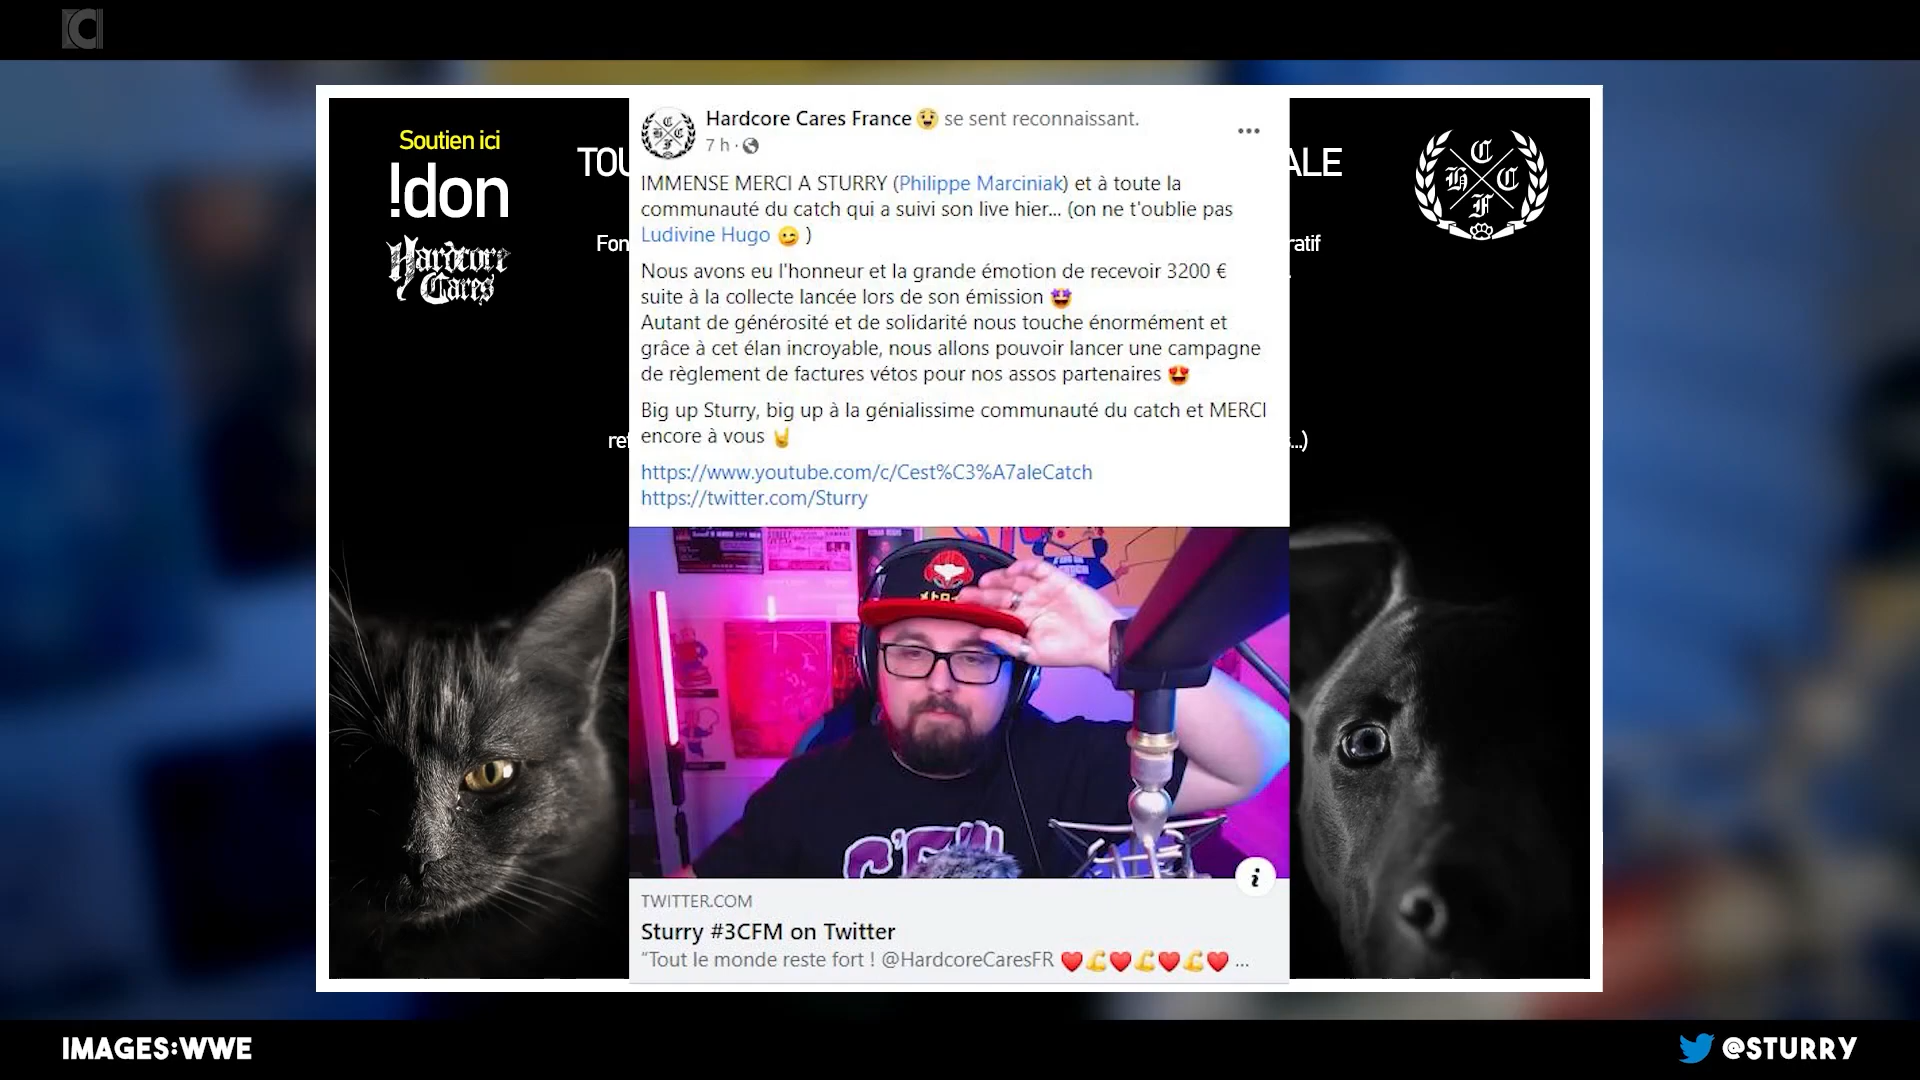 Soutien ici
!don
Hardcore
Cares
TOU
ALE
Fon
ratif
ret
...)
H C C F
Hardcore Cares France 😌 se sent reconnaissant.
7 h ·
IMMENSE MERCI A STURRY (Philippe Marciniak) et à toute la
communauté du catch qui a suivi son live hier... (on ne t'oublie pas
Ludivine Hugo 😏 )
Nous avons eu l'honneur et la grande émotion de recevoir 3200 €
suite à la collecte lancée lors de son émission 🤩
Autant de générosité et de solidarité nous touche énormément et
grâce à cet élan incroyable, nous allons pouvoir lancer une campagne
de règlement de factures vétos pour nos assos partenaires 😍
Big up Sturry, big up à la génialissime communauté du catch et MERCI
encore à vous 🤘
https://www.youtube.com/c/Cest%C3%A7aleCatch
https://twitter.com/Sturry
メトロ
TWITTER.COM
Sturry #3CFM on Twitter
"Tout le monde reste fort ! @HardcoreCaresFR ❤️💪❤️💪❤️💪❤️ ...
IMAGES:WWE
@STURRY